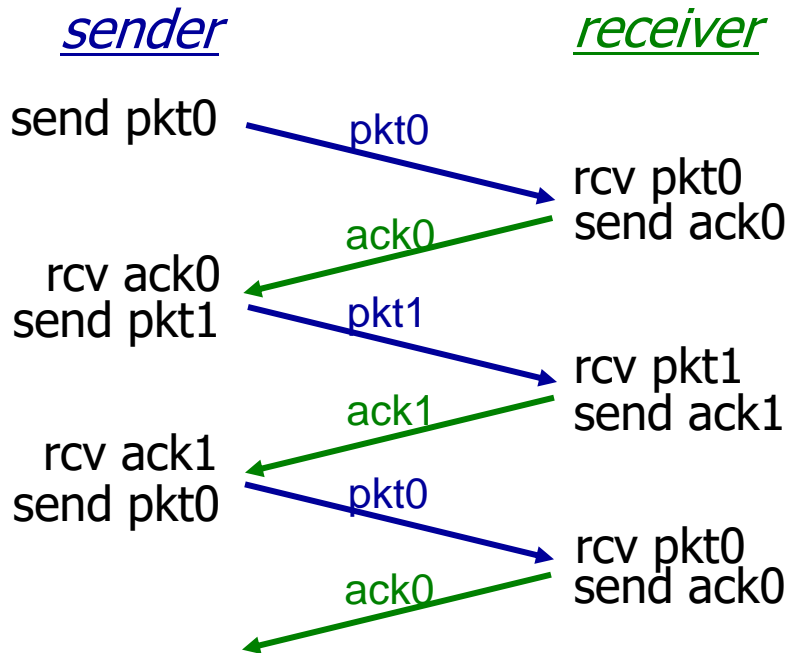 sender
receiver
send pkt0
pkt0
rcv pkt0
send ack0
ack0
rcv ack0
send pkt1
pkt1
rcv pkt1
send ack1
ack1
rcv ack1
send pkt0
pkt0
rcv pkt0
send ack0
ack0